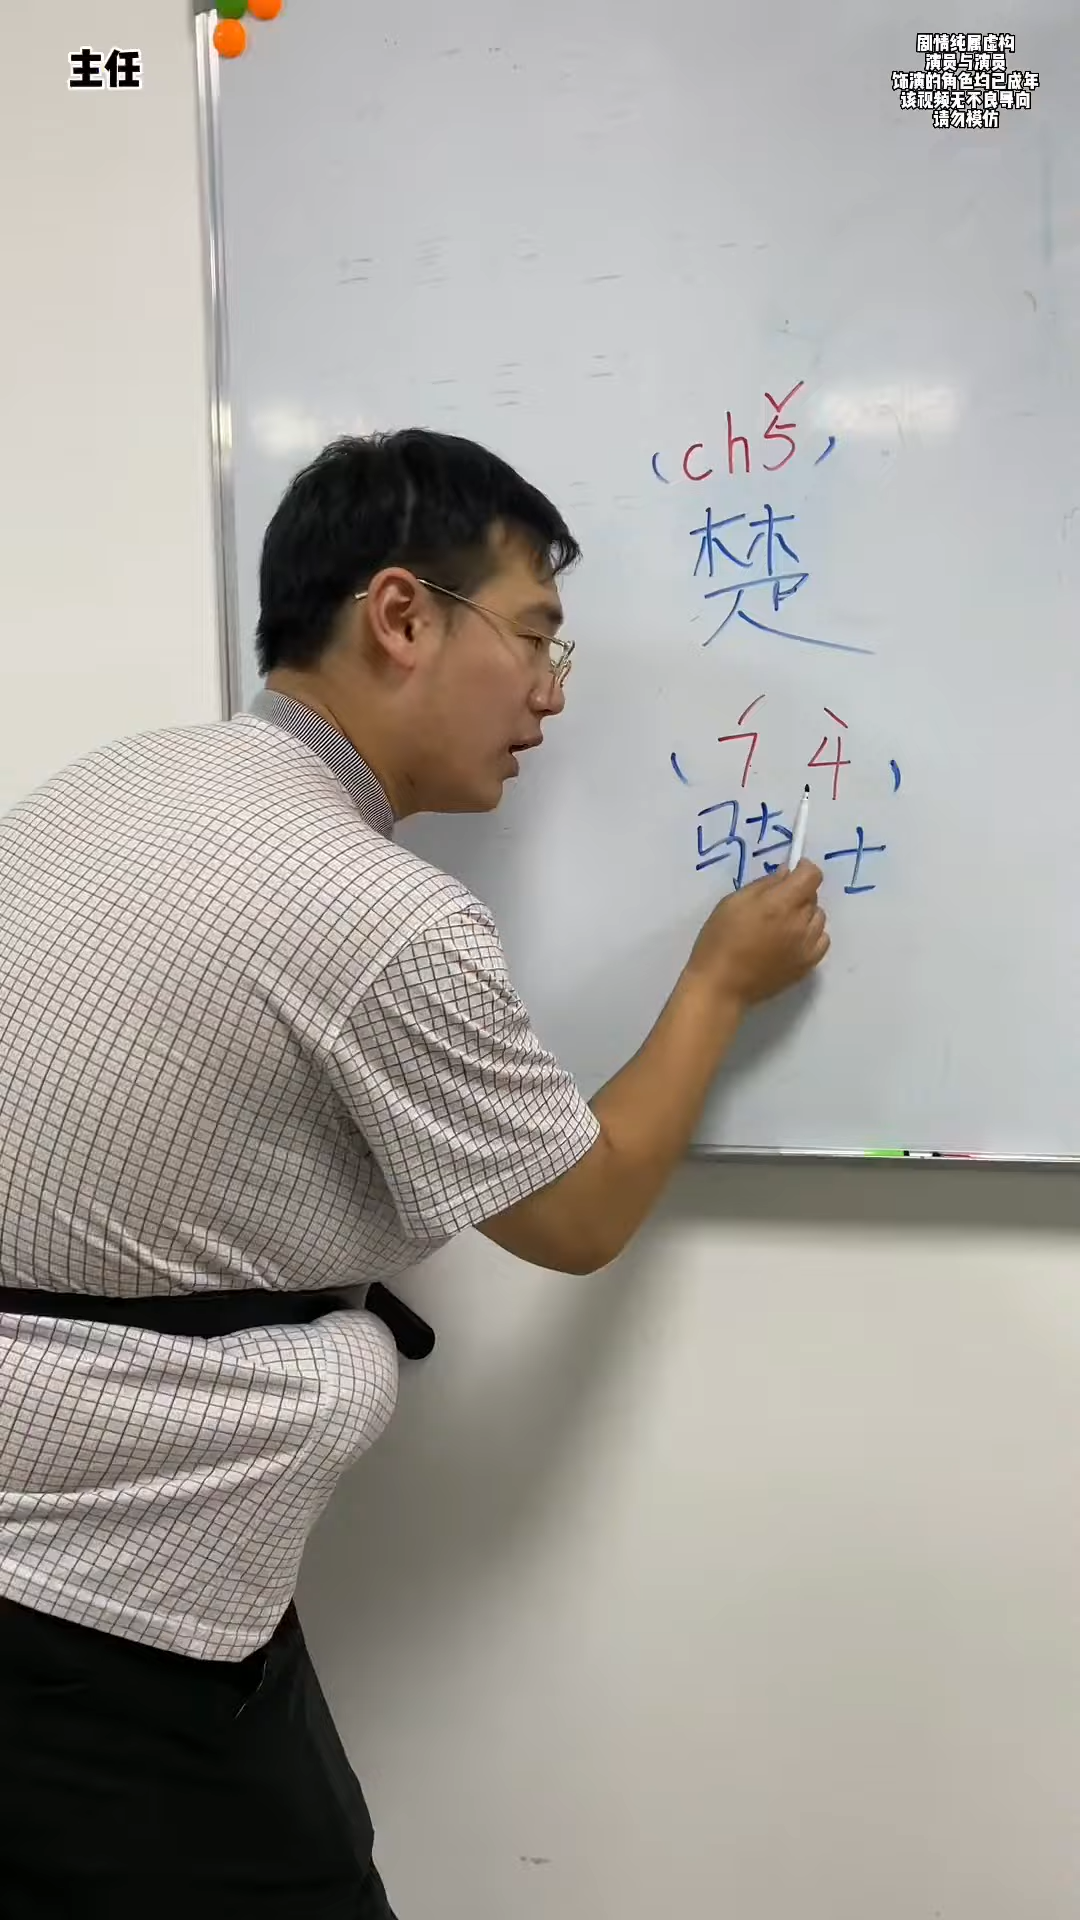 主任
剧情纯属虚构
演员与演员
饰演的角色均已成年
该视频无不良导向
请勿模仿
(chǒ5)
楚
(7́ 4̀)
骑士